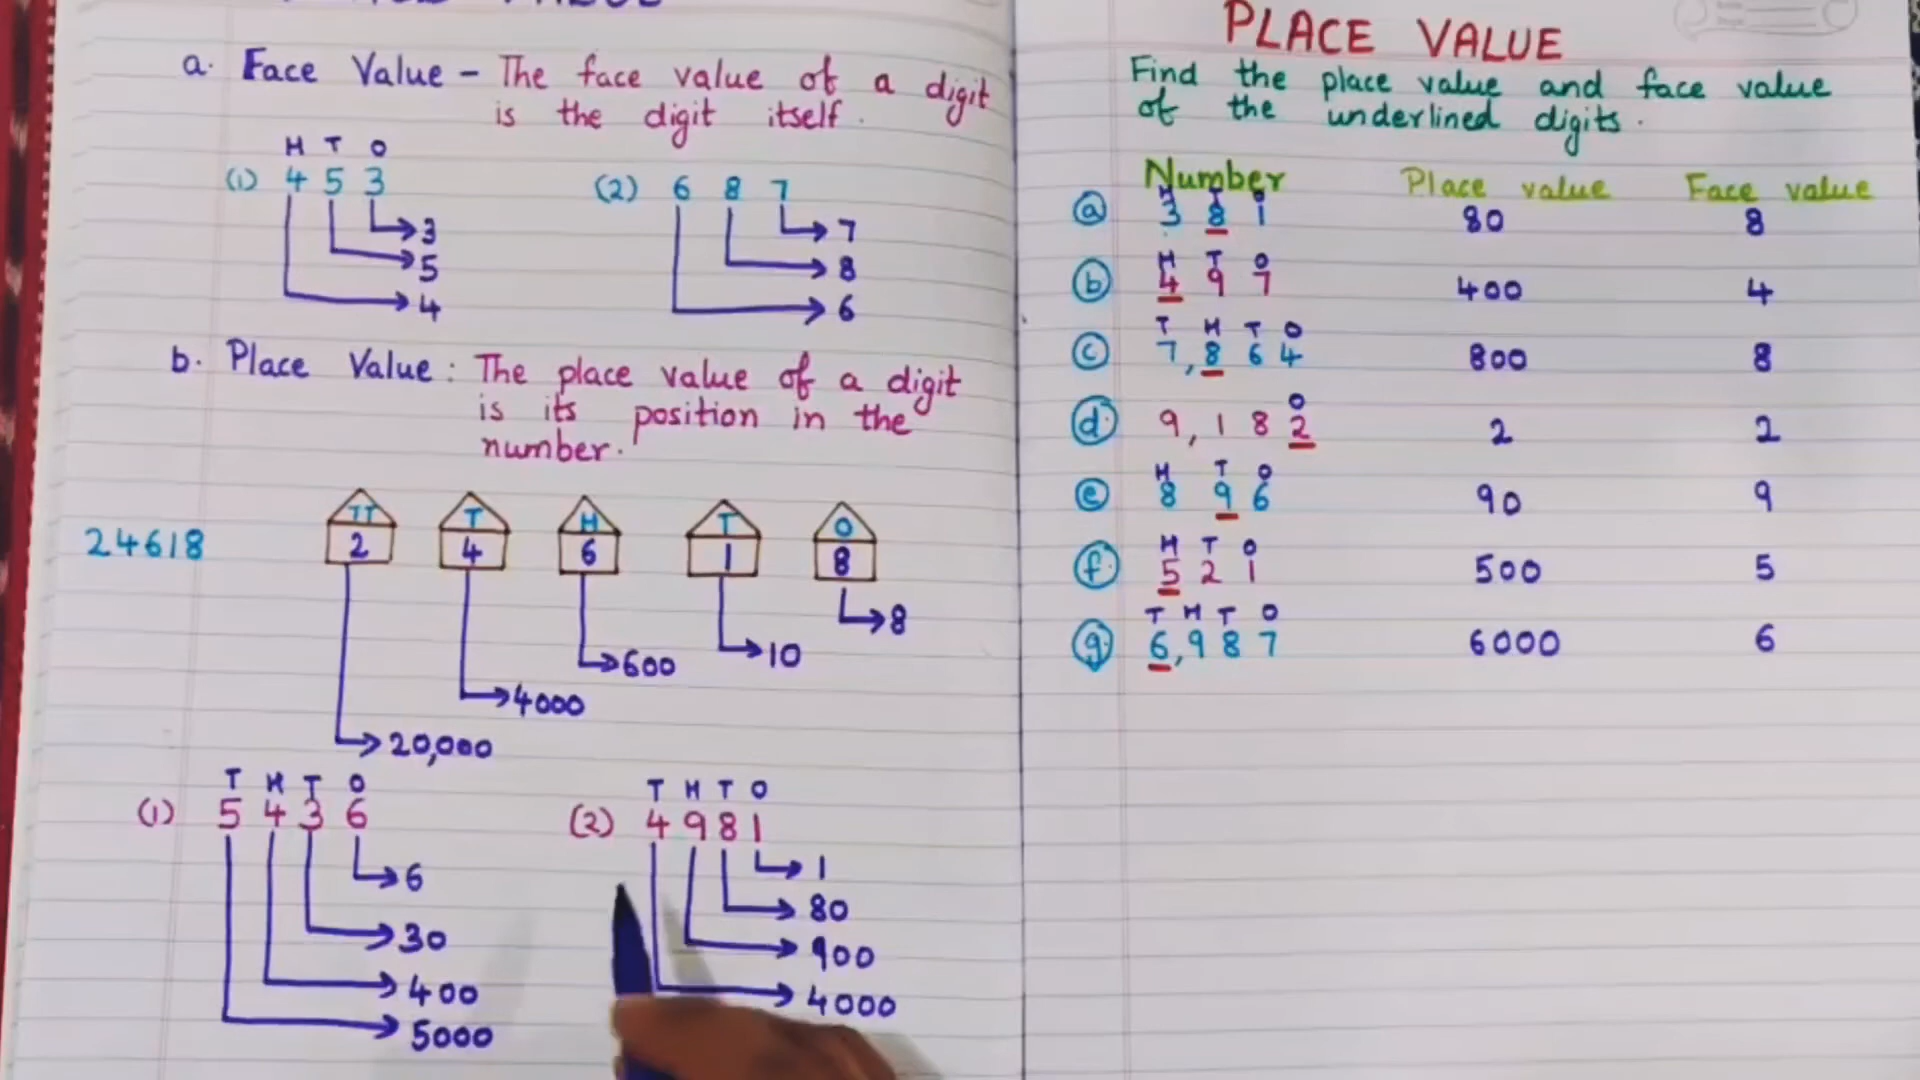 VALUE
a. Face Value - The face value of a digit
is the digit itself.
H T O
(1) 4 5 3
3
5
4
(2) 6 8 7
7
8
6
b. Place Value : The place value of a digit
is its position in the
number.
24618
TT T H T O
2 4 6 1 8
8
10
600
4000
20,000
T H T O
(1) 5 4 3 6
6
30
400
5000
T H T O
(2) 4 9 8 1
1
80
900
4000
PLACE VALUE
Find the place value and face value
of the underlined digits.
Number Place value Face value
H T O
a 3 8 1 80 8
H T O
b 4 9 7 400 4
T H T O
c 7,8 6 4 800 8
O
d 9,1 8 2 2 2
H T O
e 8 9 6 90 9
H T O
f 5 2 1 500 5
T H T O
g 6,9 8 7 6000 6